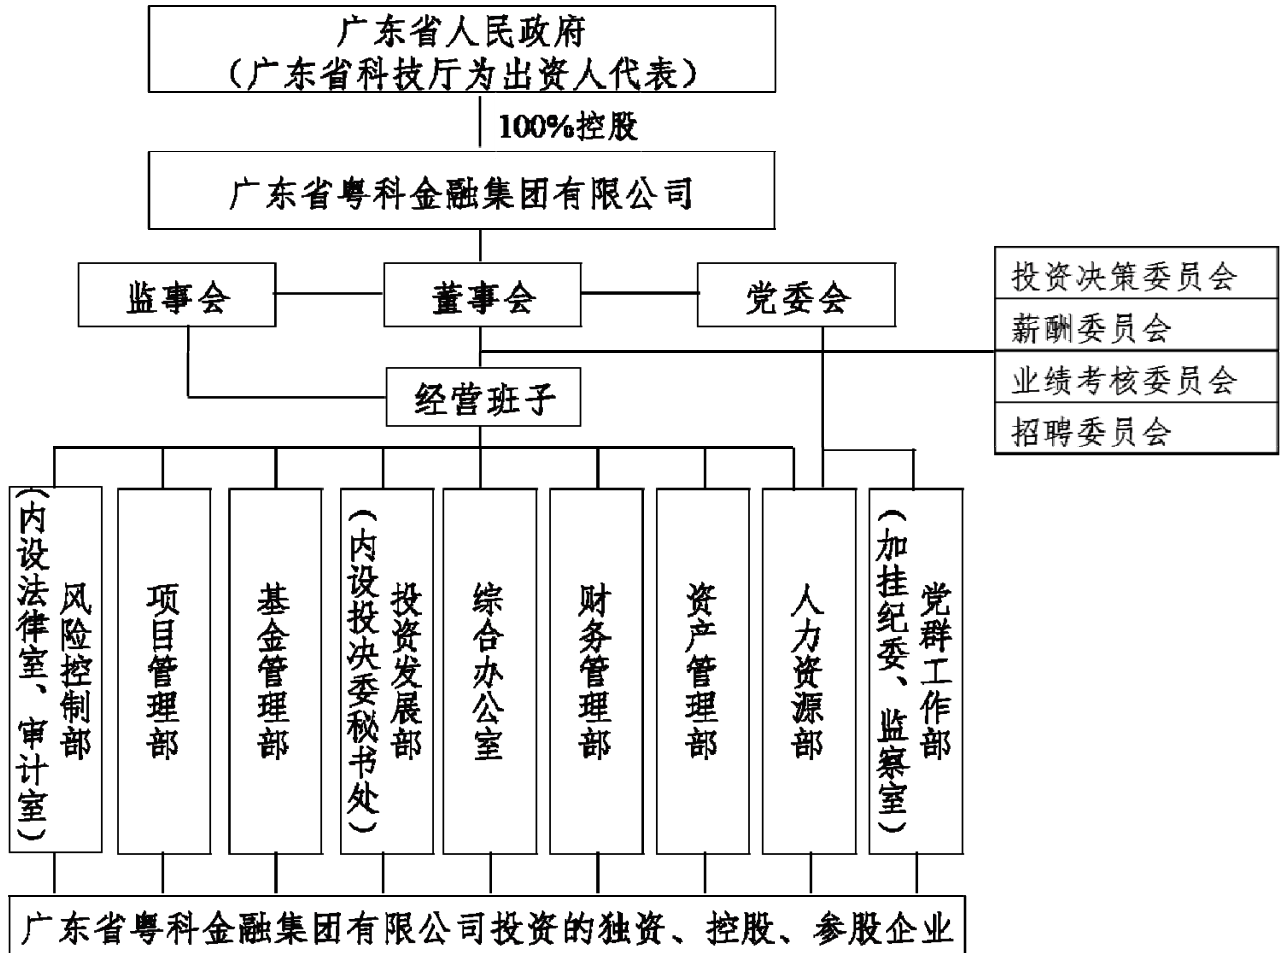 广东省人民政府
（广东省科技厅为出资人代表）
100%控股
广东省粤科金融集团有限公司
监事会
董事会
党委会
投资决策委员会
薪酬委员会
业绩考核委员会
招聘委员会
经营班子
风险控制部
（内设法律室、审计室）
项目管理部
基金管理部
投资发展部
（内设投决委秘书处）
综合办公室
财务管理部
资产管理部
人力资源部
党群工作部
（加挂纪委、监察室）
广东省粤科金融集团有限公司投资的独资、控股、参股企业